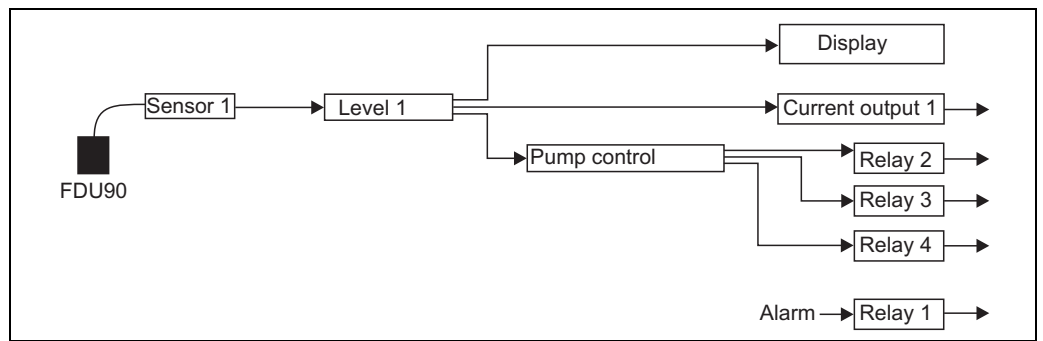 Display
Sensor 1
Level 1
Current output 1
FDU90
Pump control
Relay 2
Relay 3
Relay 4
Alarm
Relay 1